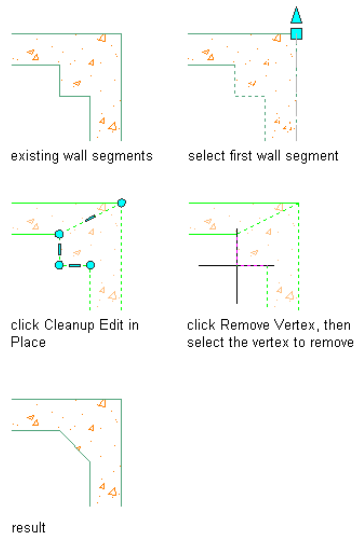 existing wall segments
select first wall segment
click Cleanup Edit in
Place
click Remove Vertex, then
select the vertex to remove
result